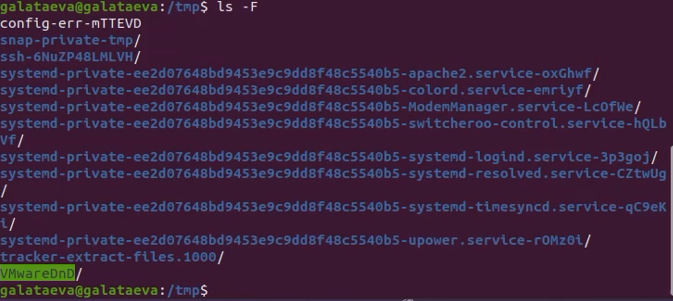 galataeva@galataeva:/tmp$ ls -F
config-err-mTTEVD
snap-private-tmp/
ssh-6NuZP48LMLVH/
systemd-private-ee2d07648bd9453e9c9dd8f48c5540b5-apache2.service-oxGhwf/
systemd-private-ee2d07648bd9453e9c9dd8f48c5540b5-colord.service-emriyf/
systemd-private-ee2d07648bd9453e9c9dd8f48c5540b5-ModemManager.service-LcOfWe/
systemd-private-ee2d07648bd9453e9c9dd8f48c5540b5-switcheroo-control.service-hQLb
Vf/
systemd-private-ee2d07648bd9453e9c9dd8f48c5540b5-systemd-logind.service-3p3goj/
systemd-private-ee2d07648bd9453e9c9dd8f48c5540b5-systemd-resolved.service-CZtwUg
/
systemd-private-ee2d07648bd9453e9c9dd8f48c5540b5-systemd-timesyncd.service-qC9eK
i/
systemd-private-ee2d07648bd9453e9c9dd8f48c5540b5-upower.service-rOMz0i/
tracker-extract-files.1000/
VMwareDnD/
galataeva@galataeva:/tmp$